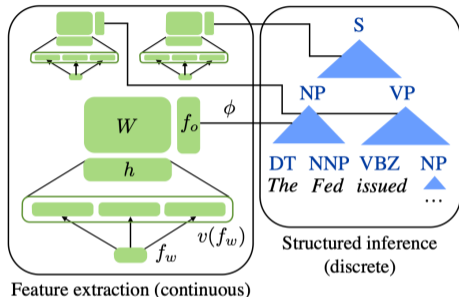 S
NP VP
W f_o ϕ
h
DT NNP VBZ NP
The Fed issued
...
f_w v(f_w)
Structured inference
(discrete)
Feature extraction (continuous)